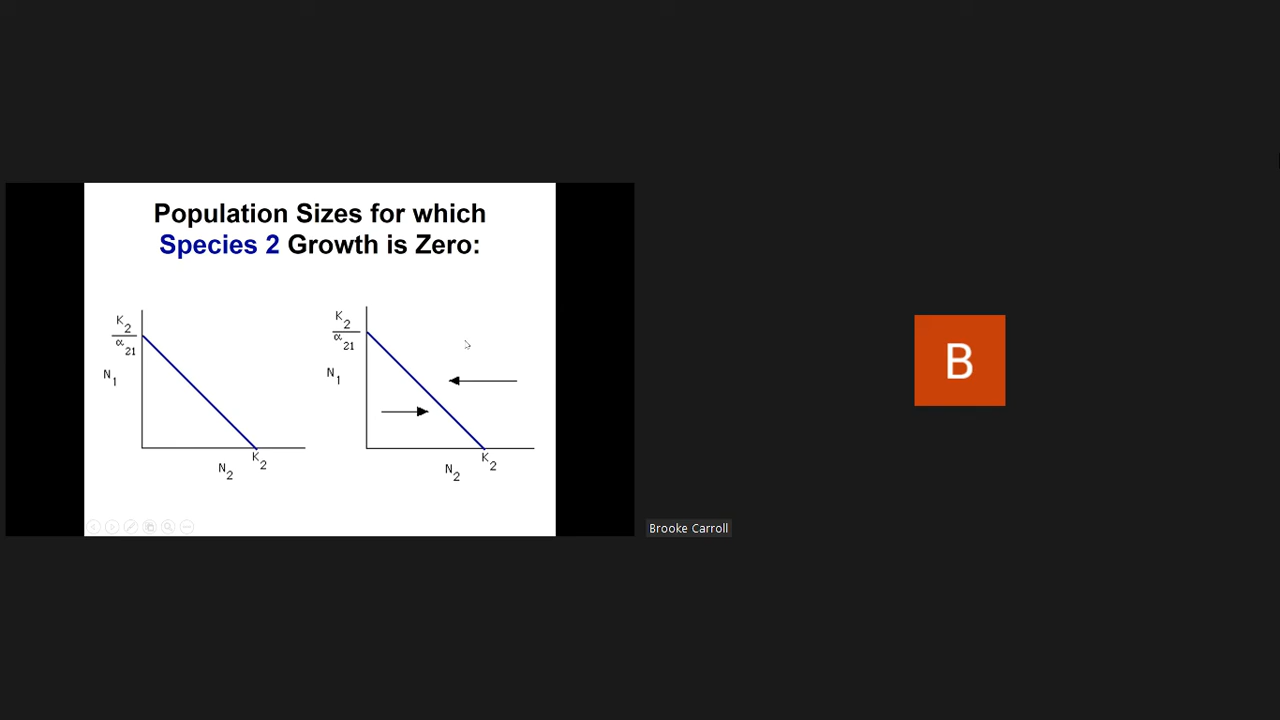 Population Sizes for which
Species 2 Growth is Zero:
K2
α21
N1
N2
K2
K2
α21
N1
N2
K2
B
Brooke Carroll